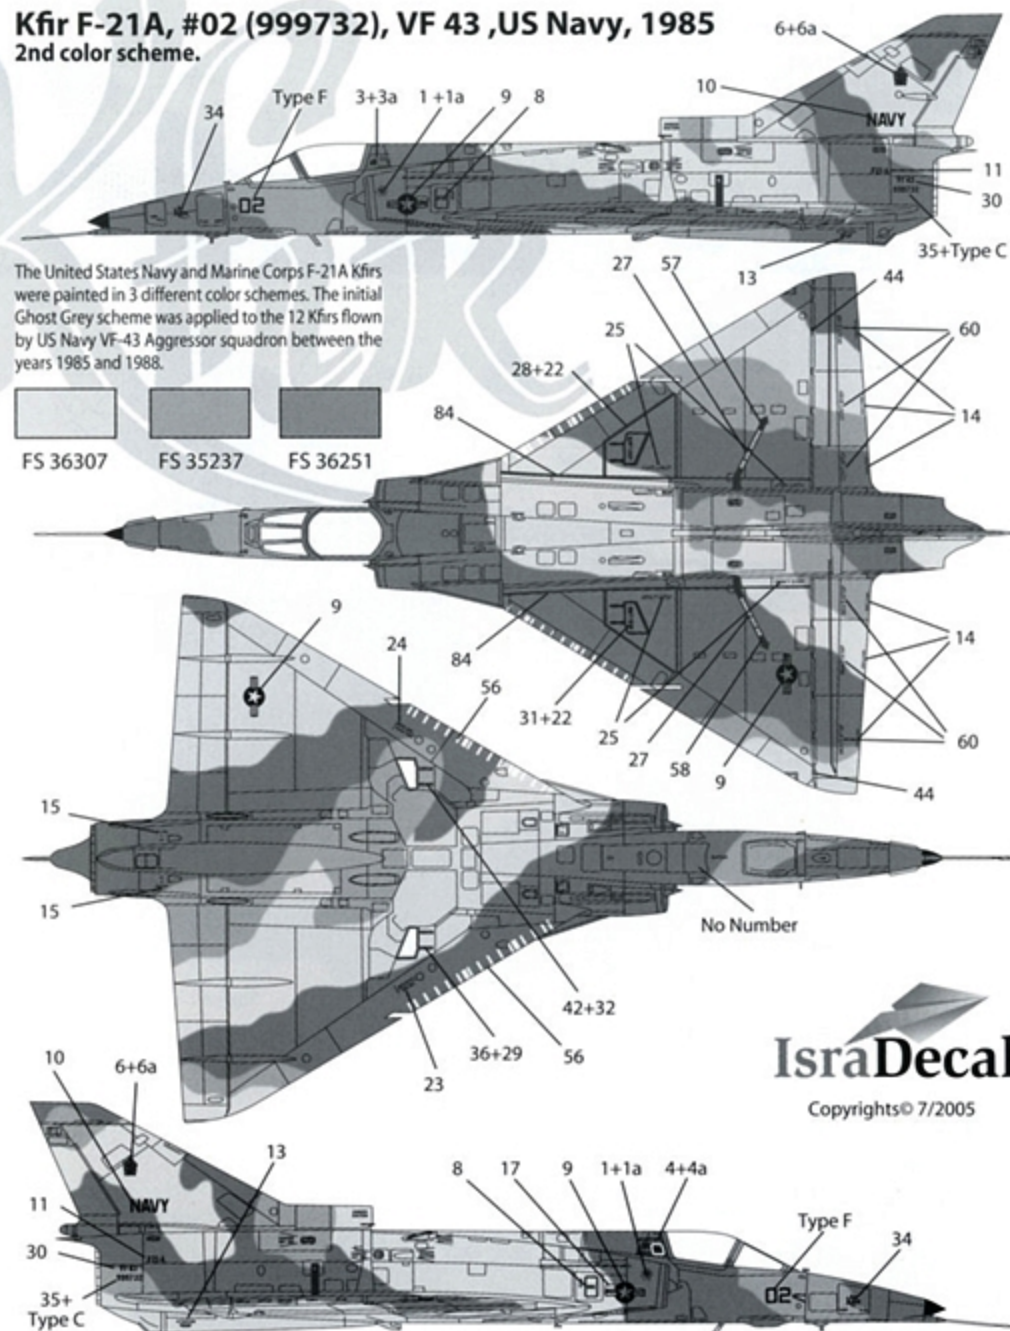 Kfir F-21A, #02 (999732), VF 43 ,US Navy, 1985
2nd color scheme.
6+6a
10
34
Type F
3+3a
1 +1a
9
8
NAVY
02
11
30
35+Type C
13
The United States Navy and Marine Corps F-21A Kfirs
were painted in 3 different color schemes. The initial
Ghost Grey scheme was applied to the 12 Kfirs flown
by US Navy VF-43 Aggressor squadron between the
years 1985 and 1988.
FS 36307
FS 35237
FS 36251
27
57
44
25
60
28+22
84
14
9
24
84
56
31+22
25
27
58
9
14
60
44
15
15
No Number
42+32
36+29
56
23
IsraDecal
Copyrights© 7/2005
10
6+6a
13
8
17
9
1+1a
4+4a
11
NAVY
Type F
34
30
02
35+
Type C